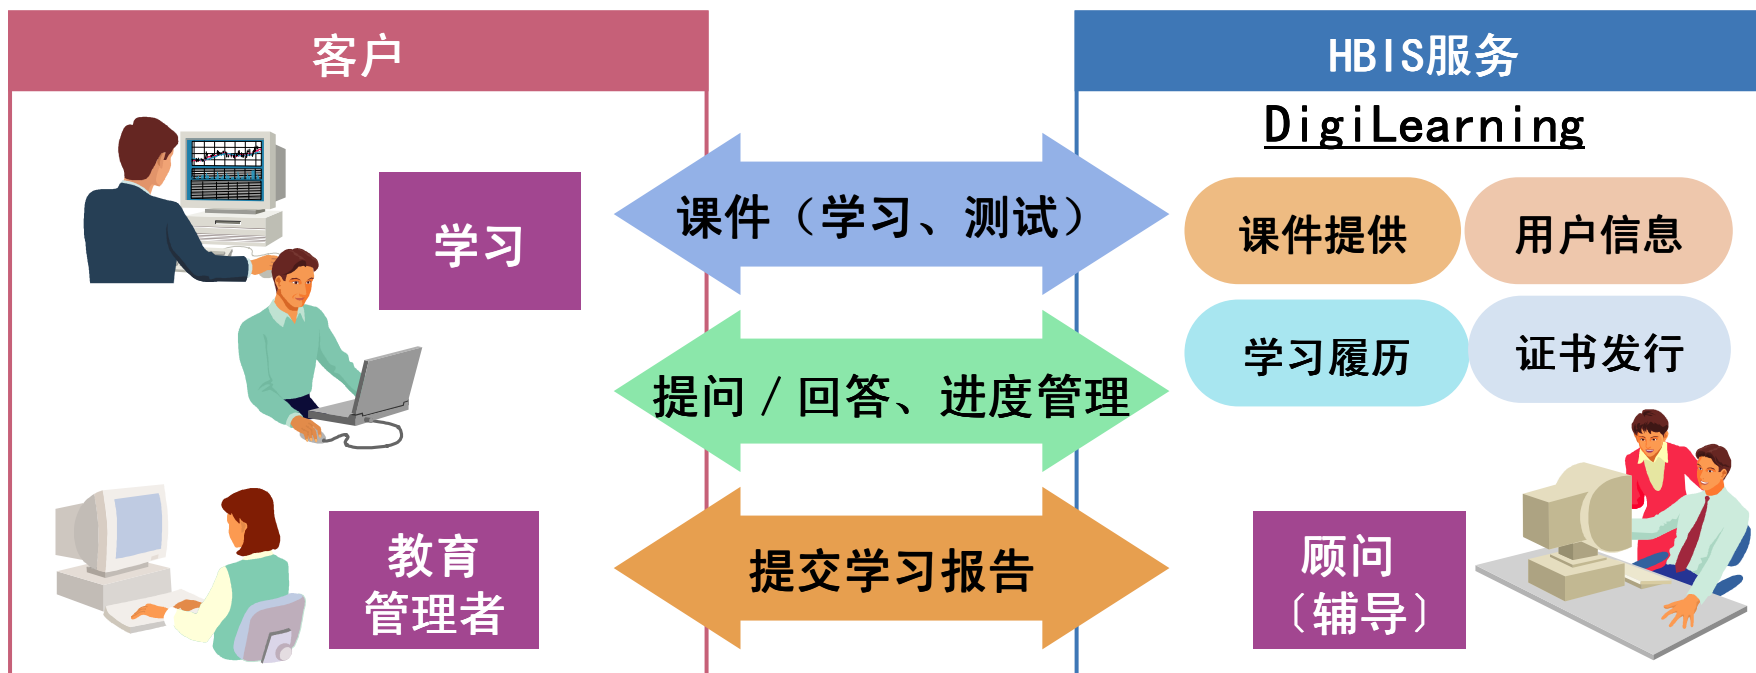 客户
HBIS服务
DigiLearning
学习
课件（学习、测试）
课件提供
用户信息
学习履历
证书发行
提问／回答、进度管理
教育
管理者
提交学习报告
顾问
〔辅导〕